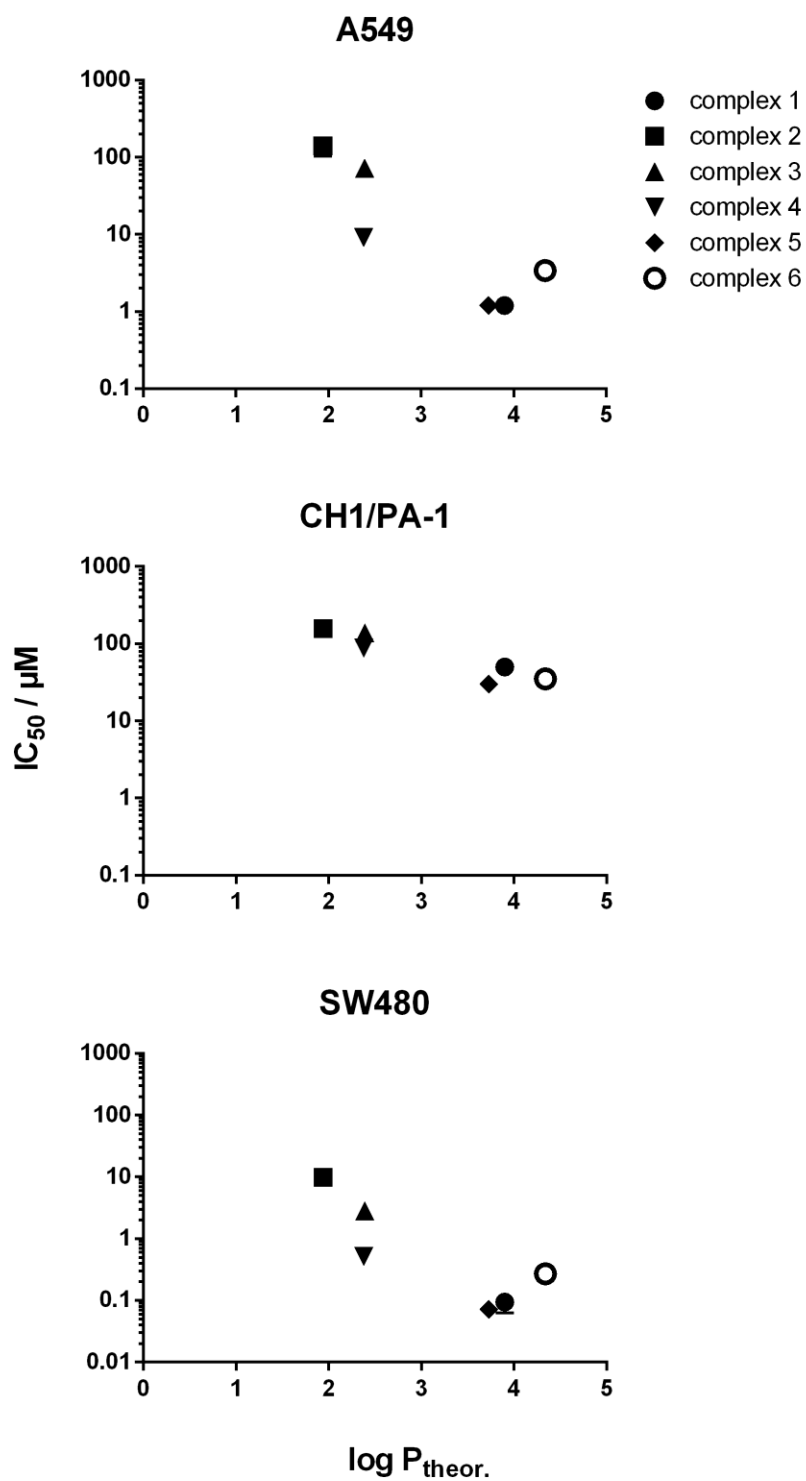 A549
1000
100
10
1
0.1
0 1 2 3 4 5
complex 1
complex 2
complex 3
complex 4
complex 5
complex 6
CH1/PA-1
1000
100
10
1
0.1
0 1 2 3 4 5
IC50 / µM
SW480
1000
100
10
1
0.1
0.01
0 1 2 3 4 5
log Ptheor.